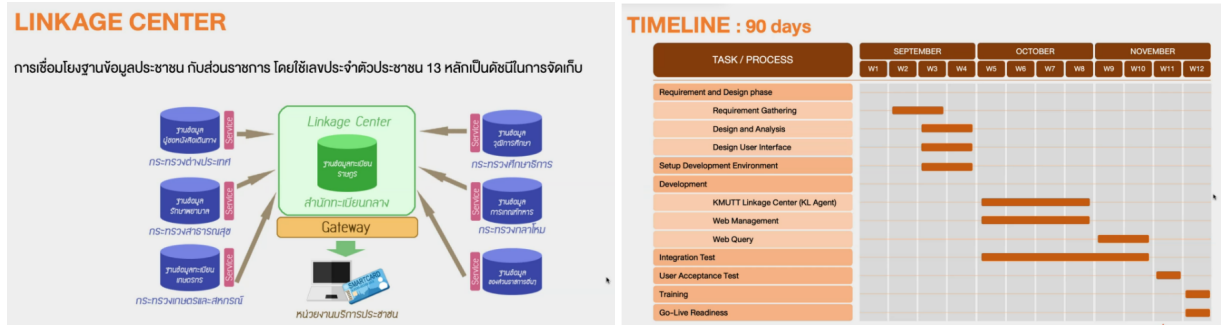 LINKAGE CENTER
การเชื่อมโยงฐานข้อมูลประชาชน กับส่วนราชการ โดยใช้เลขประจำตัวประชาชน 13 หลักเป็นดัชนีในการจัดเก็บ
ฐานข้อมูล
ผู้ขอหนังสือเดินทาง
Service
กระทรวงต่างประเทศ
ฐานข้อมูล
รักษาพยาบาล
Service
กระทรวงสาธารณสุข
ฐานข้อมูลทะเบียน
เกษตรกร
Service
กระทรวงเกษตรและสหกรณ์
Linkage Center
ฐานข้อมูลทะเบียน
ราษฎร
สำนักทะเบียนกลาง
Gateway
SMARTCARD
หน่วยงานบริการประชาชน
Service
ฐานข้อมูล
วุฒิการศึกษา
กระทรวงศึกษาธิการ
Service
ฐานข้อมูล
การเกณฑ์ทหาร
กระทรวงกลาโหม
Service
ฐานข้อมูล
ของส่วนราชการอื่นๆ
TIMELINE : 90 days
TASK / PROCESS
SEPTEMBER OCTOBER NOVEMBER
W1 W2 W3 W4 W5 W6 W7 W8 W9 W10 W11 W12
Requirement and Design phase
Requirement Gathering
Design and Analysis
Design User Interface
Setup Development Environment
Development
KMUTT Linkage Center (KL Agent)
Web Management
Web Query
Integration Test
User Acceptance Test
Training
Go-Live Readiness